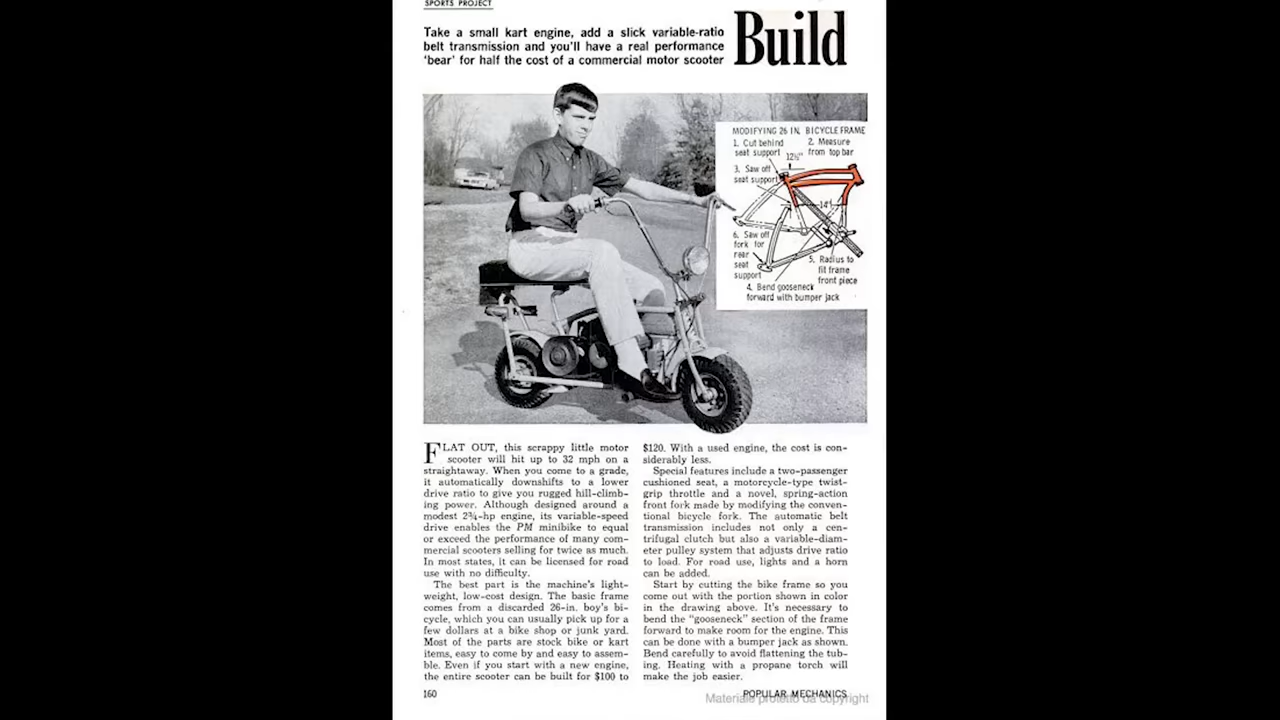 SPORTS PROJECT
Take a small kart engine, add a slick variable-ratio
belt transmission and you'll have a real performance
'bear' for half the cost of a commercial motor scooter
Build
MODIFYING 26 IN. BICYCLE FRAME
1. Cut behind
seat support
2. Measure
from top bar
12½"
3. Saw off
seat support
14"
6. Saw off
fork for
rear
seat
support
5. Radius to
fit frame
front piece
4. Bend gooseneck
forward with bumper jack
FLAT OUT, this scrappy little motor
scooter will hit up to 32 mph on a
straightaway. When you come to a grade,
it automatically downshifts to a lower
drive ratio to give you rugged hill-climb-
ing power. Although designed around a
modest 2¾-hp engine, its variable-speed
drive enables the PM minibike to equal
or exceed the performance of many com-
mercial scooters selling for twice as much.
In most states, it can be licensed for road
use with no difficulty.
The best part is the machine's light-
weight, low-cost design. The basic frame
comes from a discarded 26-in. boy's bi-
cycle, which you can usually pick up for a
few dollars at a bike shop or junk yard.
Most of the parts are stock bike or kart
items, easy to come by and easy to assem-
ble. Even if you start with a new engine,
the entire scooter can be built for $100 to
$120. With a used engine, the cost is con-
siderably less.
Special features include a two-passenger
cushioned seat, a motorcycle-type twist-
grip throttle and a novel, spring-action
front fork made by modifying the conven-
tional bicycle fork. The automatic belt
transmission includes not only a cen-
trifugal clutch but also a variable-diam-
eter pulley system that adjusts drive ratio
to load. For road use, lights and a horn
can be added.
Start by cutting the bike frame so you
come out with the portion shown in color
in the drawing above. It's necessary to
bend the "gooseneck" section of the frame
forward to make room for the engine. This
can be done with a bumper jack as shown.
Bend carefully to avoid flattening the tub-
ing. Heating with a propane torch will
make the job easier.
160
POPULAR MECHANICS
Materiale protetto da copyright